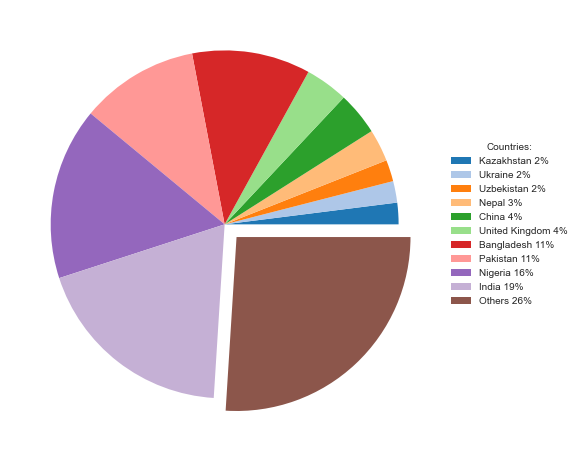 Countries:
Kazakhstan 2%
Ukraine 2%
Uzbekistan 2%
Nepal 3%
China 4%
United Kingdom 4%
Bangladesh 11%
Pakistan 11%
Nigeria 16%
India 19%
Others 26%